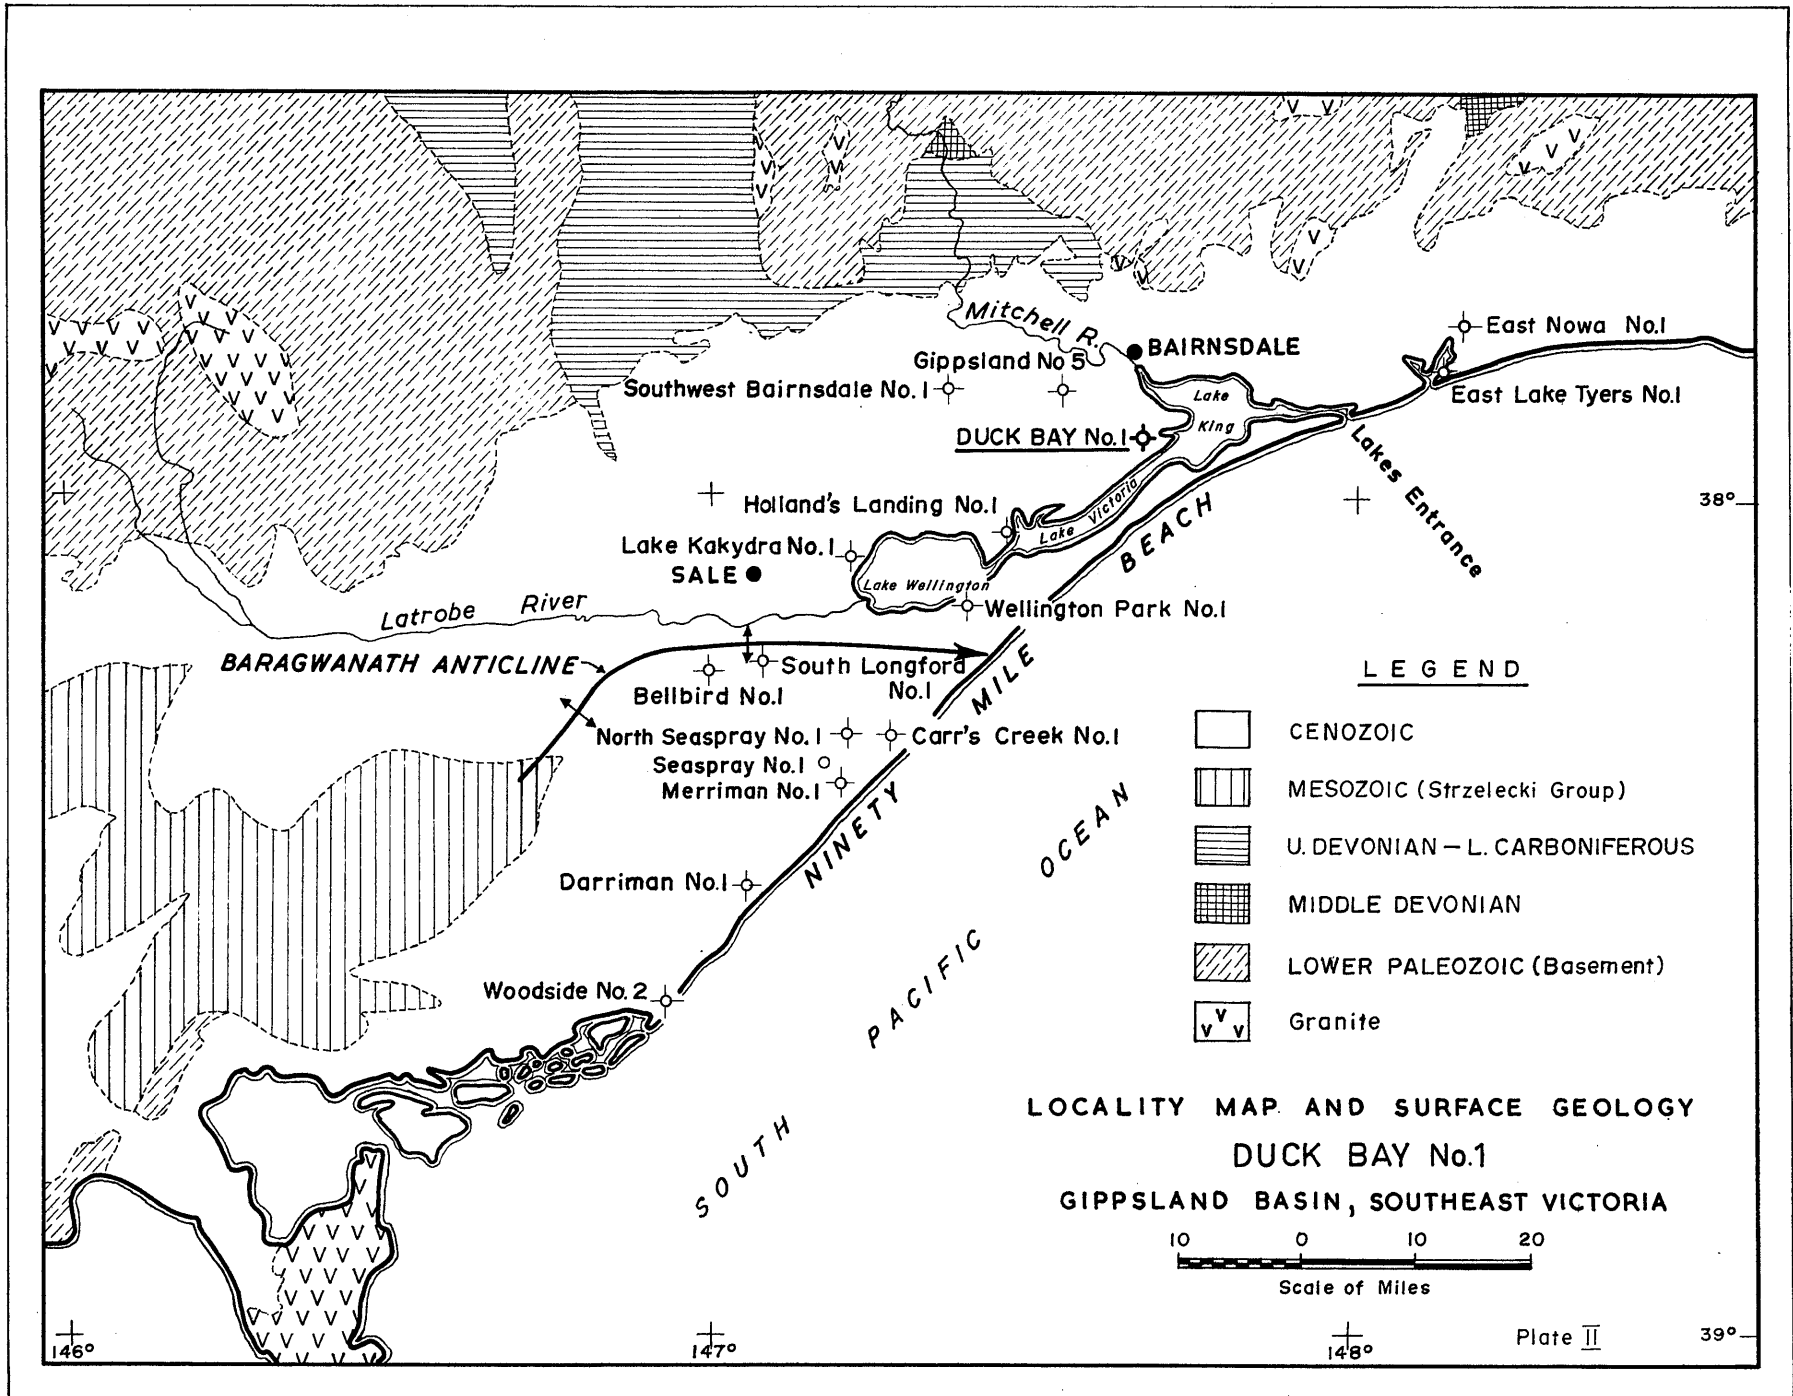 Mitchell R.
BAIRNSDALE
East Nowa No.1
Gippsland No 5
Southwest Bairnsdale No.1
Lake
King
East Lake Tyers No.1
DUCK BAY No.1
Lakes Entrance
38°
Holland's Landing No.1
Lake Victoria
BEACH
Lake Kakydra No.1
SALE
Lake Wellington
Latrobe River
Wellington Park No.1
BARAGWANATH ANTICLINE
South Longford
No.1
Bellbird No.1
MILE
North Seaspray No.1
Carr's Creek No.1
Seaspray No.1
Merriman No.1
NINETY
Darriman No.1
Woodside No.2
SOUTH PACIFIC OCEAN
LEGEND
CENOZOIC
MESOZOIC (Strzelecki Group)
U. DEVONIAN – L. CARBONIFEROUS
MIDDLE DEVONIAN
LOWER PALEOZOIC (Basement)
V V V
Granite
LOCALITY MAP AND SURFACE GEOLOGY
DUCK BAY No.1
GIPPSLAND BASIN, SOUTHEAST VICTORIA
10 0 10 20
Scale of Miles
Plate II
39°
146°
147°
148°